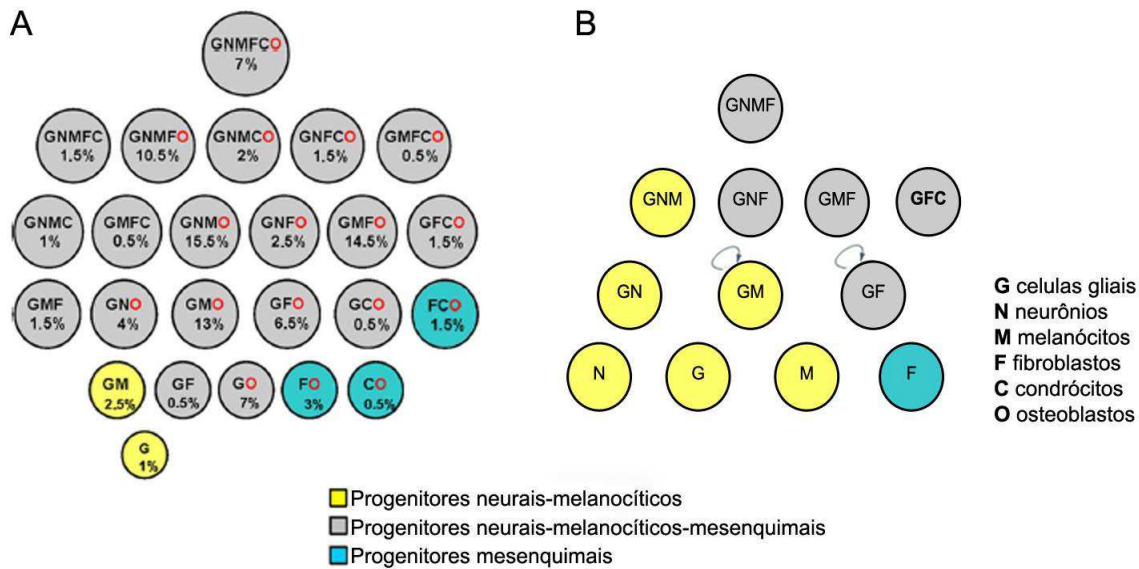 A
B
GNMFCO
7%
GNMFC
1.5%
GNMFO
10.5%
GNMCO
2%
GNFCO
1.5%
GMFCO
0.5%
GNMC
1%
GMFC
0.5%
GNMO
15.5%
GNFO
2.5%
GMFO
14.5%
GFCO
1.5%
GMF
1.5%
GNO
4%
GMO
13%
GFO
6.5%
GCO
0.5%
FCO
1.5%
GM
2.5%
GF
0.5%
GO
7%
FO
3%
CO
0.5%
G
1%
GNMF
GNM
GNF
GMF
GFC
GN
GM
GF
N
G
M
F
G celulas gliais
N neurônios
M melanócitos
F fibroblastos
C condrócitos
O osteoblastos
Progenitores neurais-melanocíticos
Progenitores neurais-melanocíticos-mesenquimais
Progenitores mesenquimais